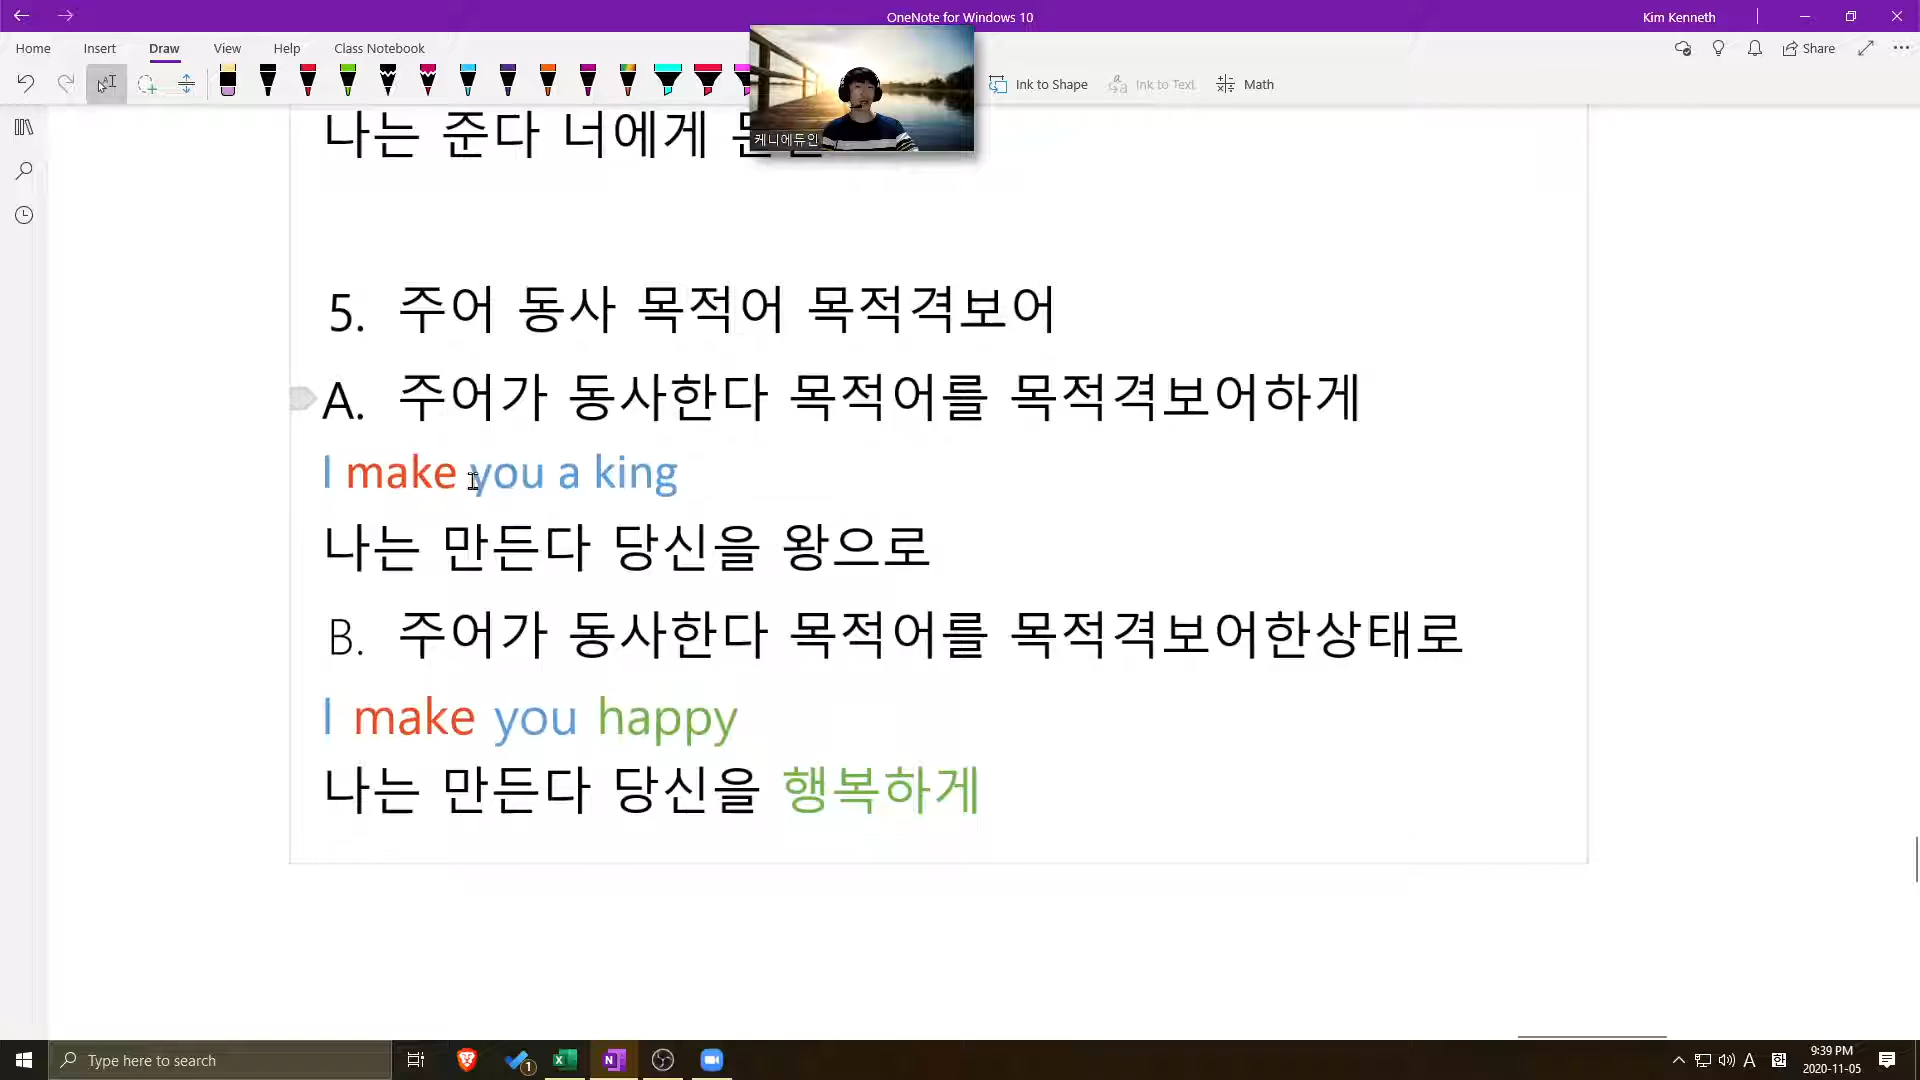 OneNote for Windows 10
Kim Kenneth
Home Insert Draw View Help Class Notebook
Share
Ink to Shape Ink to Text Math
케니에듀인
나는 준다 너에게
5. 주어 동사 목적어 목적격보어
A. 주어가 동사한다 목적어를 목적격보어하게
I make you a king
나는 만든다 당신을 왕으로
B. 주어가 동사한다 목적어를 목적격보어한상태로
I make you happy
나는 만든다 당신을 행복하게
Type here to search
1
A
9:39 PM
2020-11-05